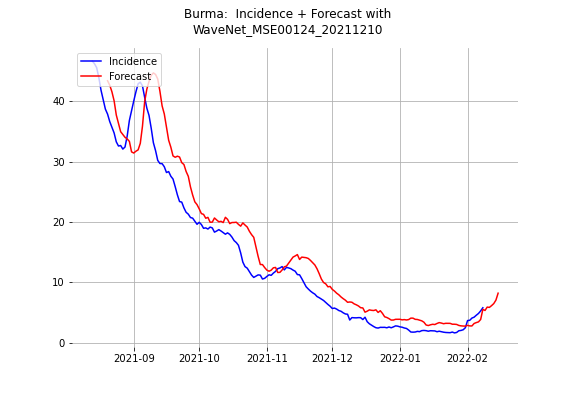 Burma:  Incidence + Forecast with
WaveNet_MSE00124_20211210
Incidence
Forecast
40
30
20
10
0
2021-09
2021-10
2021-11
2021-12
2022-01
2022-02